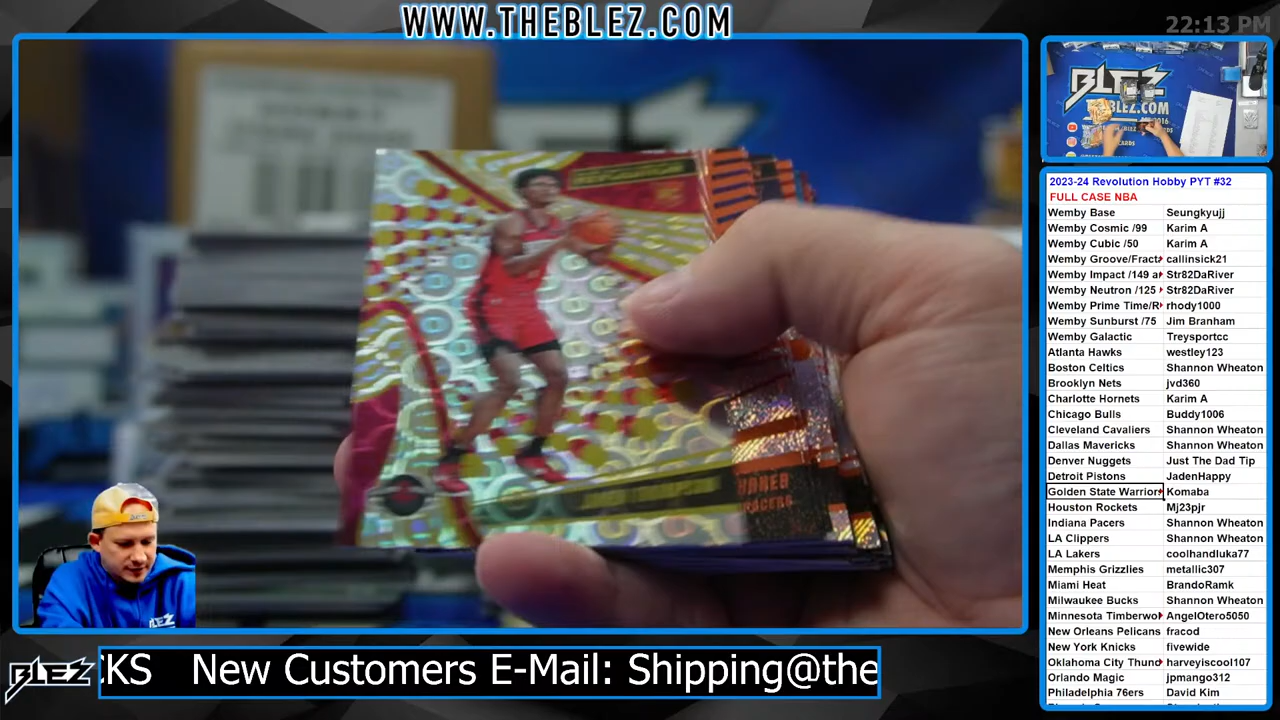 WWW.THEBLEZ.COM
22:13 PM
BLEZ
2023-24 Revolution Hobby PYT #32
FULL CASE NBA
Wemby Base Seungkyujj
Wemby Cosmic /99 Karim A
Wemby Cubic /50 Karim A
Wemby Groove/Fract callinsick21
Wemby Impact /149 a Str82DaRiver
Wemby Neutron /125 Str82DaRiver
Wemby Prime Time/R rhody1000
Wemby Sunburst /75 Jim Branham
Wemby Galactic Treysportcc
Atlanta Hawks westley123
Boston Celtics Shannon Wheaton
Brooklyn Nets jvd360
Charlotte Hornets Karim A
Chicago Bulls Buddy1006
Cleveland Cavaliers Shannon Wheaton
Dallas Mavericks Shannon Wheaton
Denver Nuggets Just The Dad Tip
Detroit Pistons JadenHappy
Golden State Warriors Komaba
Houston Rockets Mj23pjr
Indiana Pacers Shannon Wheaton
LA Clippers Shannon Wheaton
LA Lakers coolhandluka77
Memphis Grizzlies metallic307
Miami Heat BrandoRamk
Milwaukee Bucks Shannon Wheaton
Minnesota Timberwo AngelOtero5050
New Orleans Pelicans fracod
New York Knicks fivewide
Oklahoma City Thund harveyiscool107
Orlando Magic jpmango312
Philadelphia 76ers David Kim
PACERS
BLEZ
BLEZ
CKS New Customers E-Mail: Shipping@the